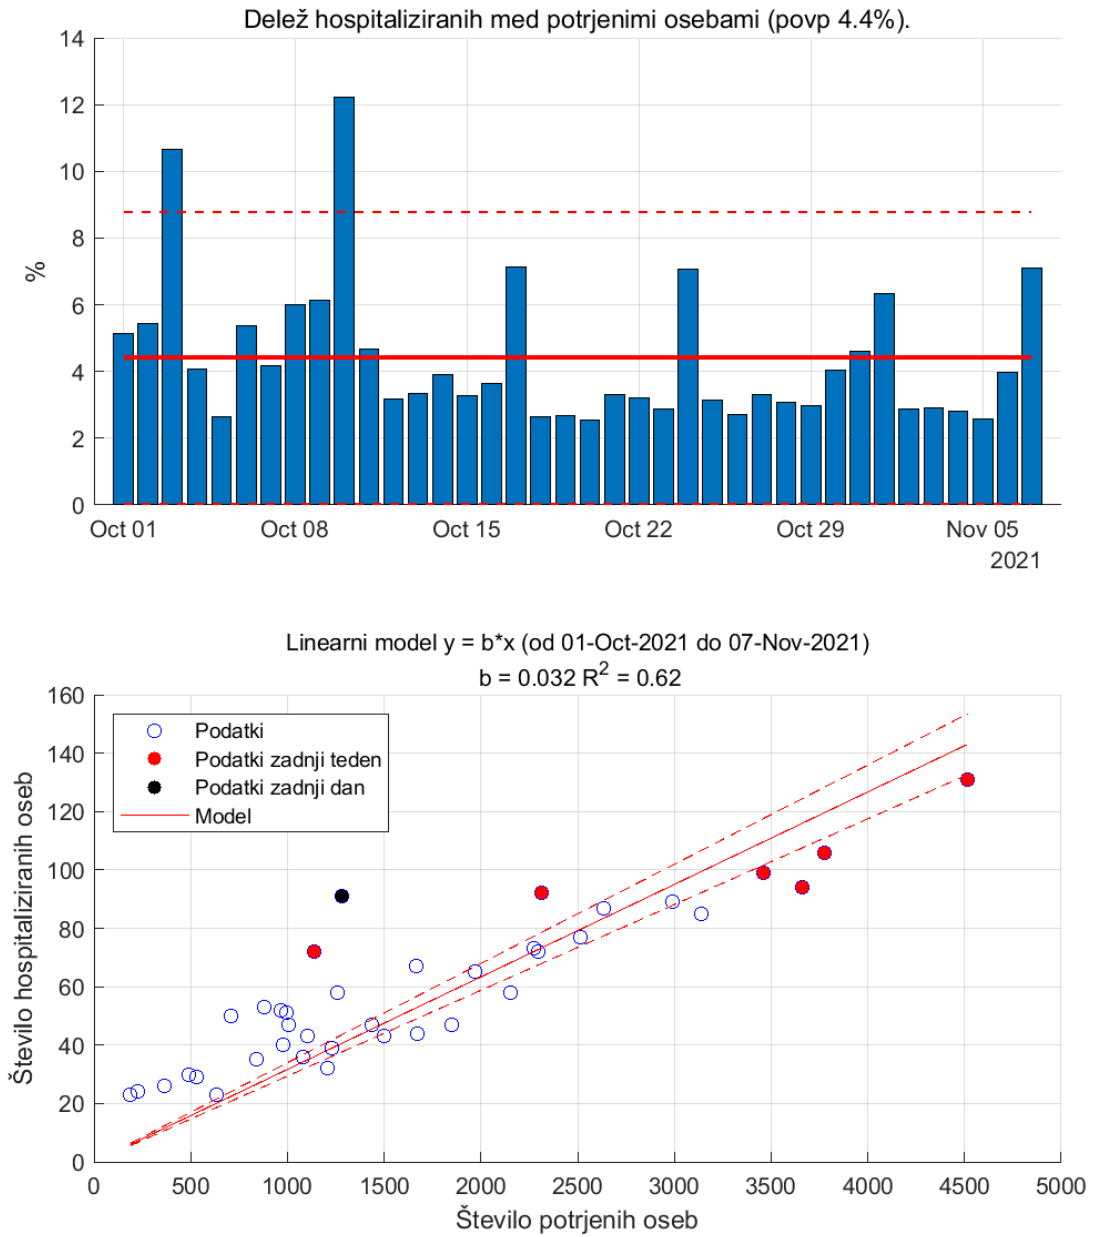 Delež hospitaliziranih med potrjenimi osebami (povp 4.4%).
14
12
10
8
6
4
2
0
%
Oct 01 Oct 08 Oct 15 Oct 22 Oct 29 Nov 05
2021
Linearni model y = b*x (od 01-Oct-2021 do 07-Nov-2021)
b = 0.032 R² = 0.62
160
140
120
100
80
60
40
20
0
Število hospitaliziranih oseb
Podatki
Podatki zadnji teden
Podatki zadnji dan
Model
0 500 1000 1500 2000 2500 3000 3500 4000 4500 5000
Število potrjenih oseb